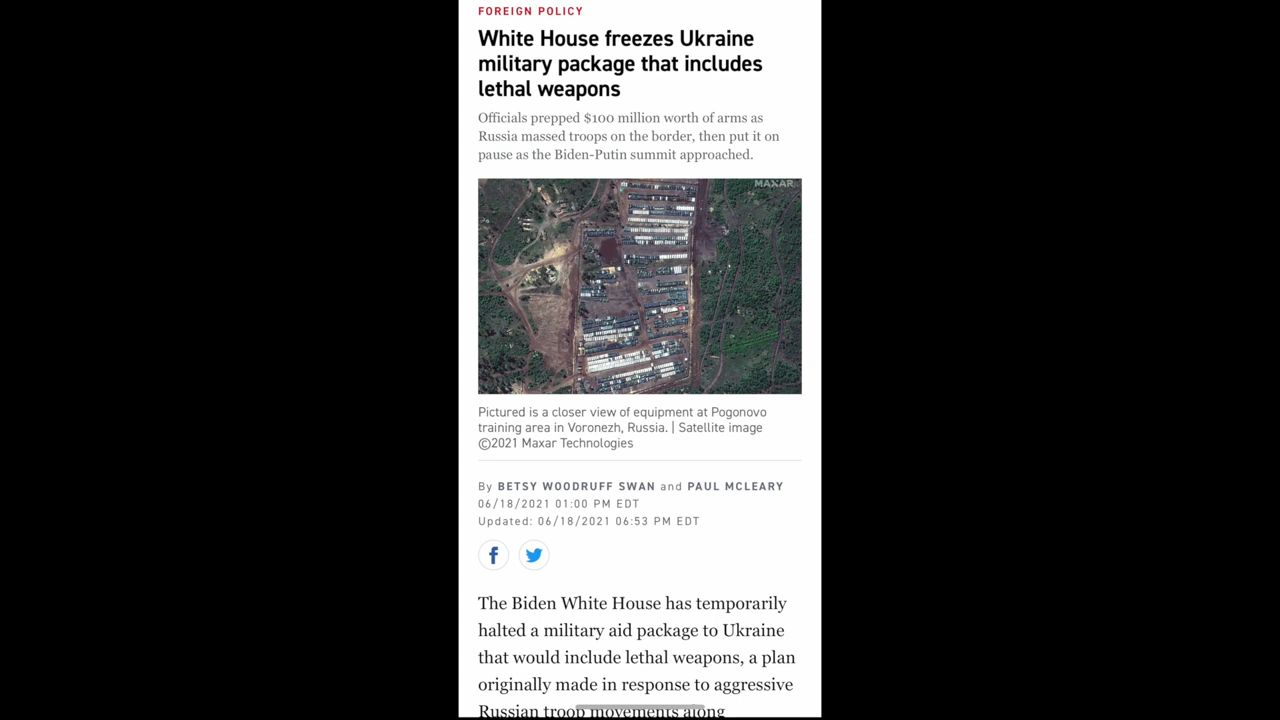 FOREIGN POLICY
White House freezes Ukraine
military package that includes
lethal weapons
Officials prepped $100 million worth of arms as
Russia massed troops on the border, then put it on
pause as the Biden-Putin summit approached.
MAXAR
Pictured is a closer view of equipment at Pogonovo
training area in Voronezh, Russia. | Satellite image
©2021 Maxar Technologies
By BETSY WOODRUFF SWAN and PAUL MCLEARY
06/18/2021 01:00 PM EDT
Updated: 06/18/2021 06:53 PM EDT
The Biden White House has temporarily
halted a military aid package to Ukraine
that would include lethal weapons, a plan
originally made in response to aggressive
Russian troop movements along